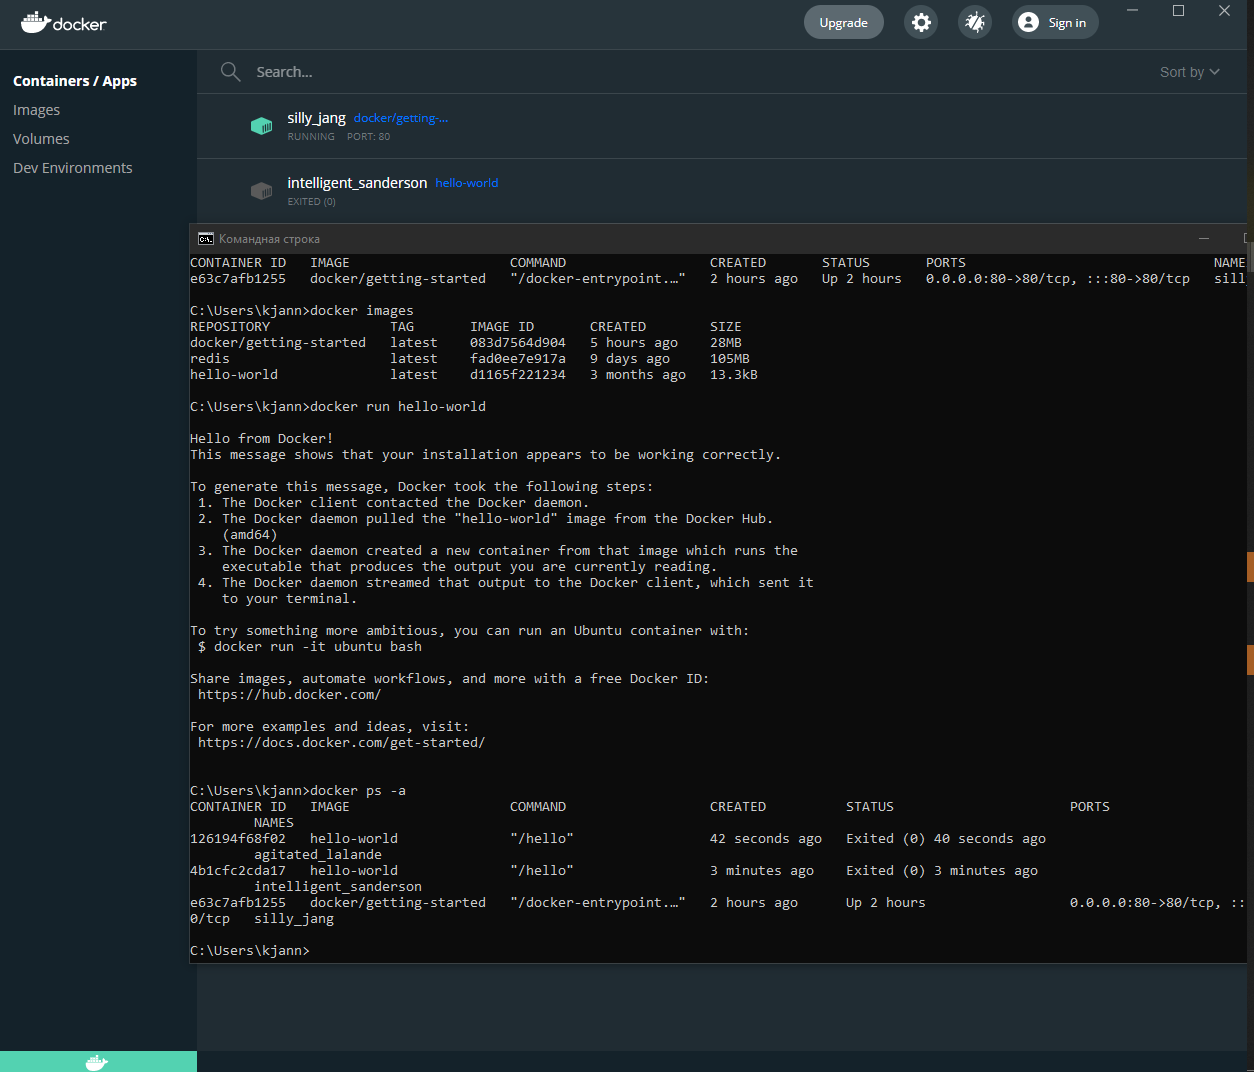 docker
Upgrade
Sign in
Containers / Apps
Images
Volumes
Dev Environments
Search...
Sort by
silly_jang docker/getting-...
RUNNING PORT: 80
intelligent_sanderson hello-world
EXITED (0)
Командная строка
CONTAINER ID IMAGE COMMAND CREATED STATUS PORTS NAME
e63c7afb1255 docker/getting-started "/docker-entrypoint.…" 2 hours ago Up 2 hours 0.0.0.0:80->80/tcp, :::80->80/tcp sill
C:\Users\kjann>docker images
REPOSITORY TAG IMAGE ID CREATED SIZE
docker/getting-started latest 083d7564d904 5 hours ago 28MB
redis latest fad0ee7e917a 9 days ago 105MB
hello-world latest d1165f221234 3 months ago 13.3kB
C:\Users\kjann>docker run hello-world
Hello from Docker!
This message shows that your installation appears to be working correctly.
To generate this message, Docker took the following steps:
1. The Docker client contacted the Docker daemon.
2. The Docker daemon pulled the "hello-world" image from the Docker Hub.
(amd64)
3. The Docker daemon created a new container from that image which runs the
executable that produces the output you are currently reading.
4. The Docker daemon streamed that output to the Docker client, which sent it
to your terminal.
To try something more ambitious, you can run an Ubuntu container with:
$ docker run -it ubuntu bash
Share images, automate workflows, and more with a free Docker ID:
https://hub.docker.com/
For more examples and ideas, visit:
https://docs.docker.com/get-started/
C:\Users\kjann>docker ps -a
CONTAINER ID IMAGE COMMAND CREATED STATUS PORTS
NAMES
126194f68f02 hello-world "/hello" 42 seconds ago Exited (0) 40 seconds ago
agitated_lalande
4b1cfc2cda17 hello-world "/hello" 3 minutes ago Exited (0) 3 minutes ago
intelligent_sanderson
e63c7afb1255 docker/getting-started "/docker-entrypoint.…" 2 hours ago Up 2 hours 0.0.0.0:80->80/tcp, ::
0/tcp silly_jang
C:\Users\kjann>